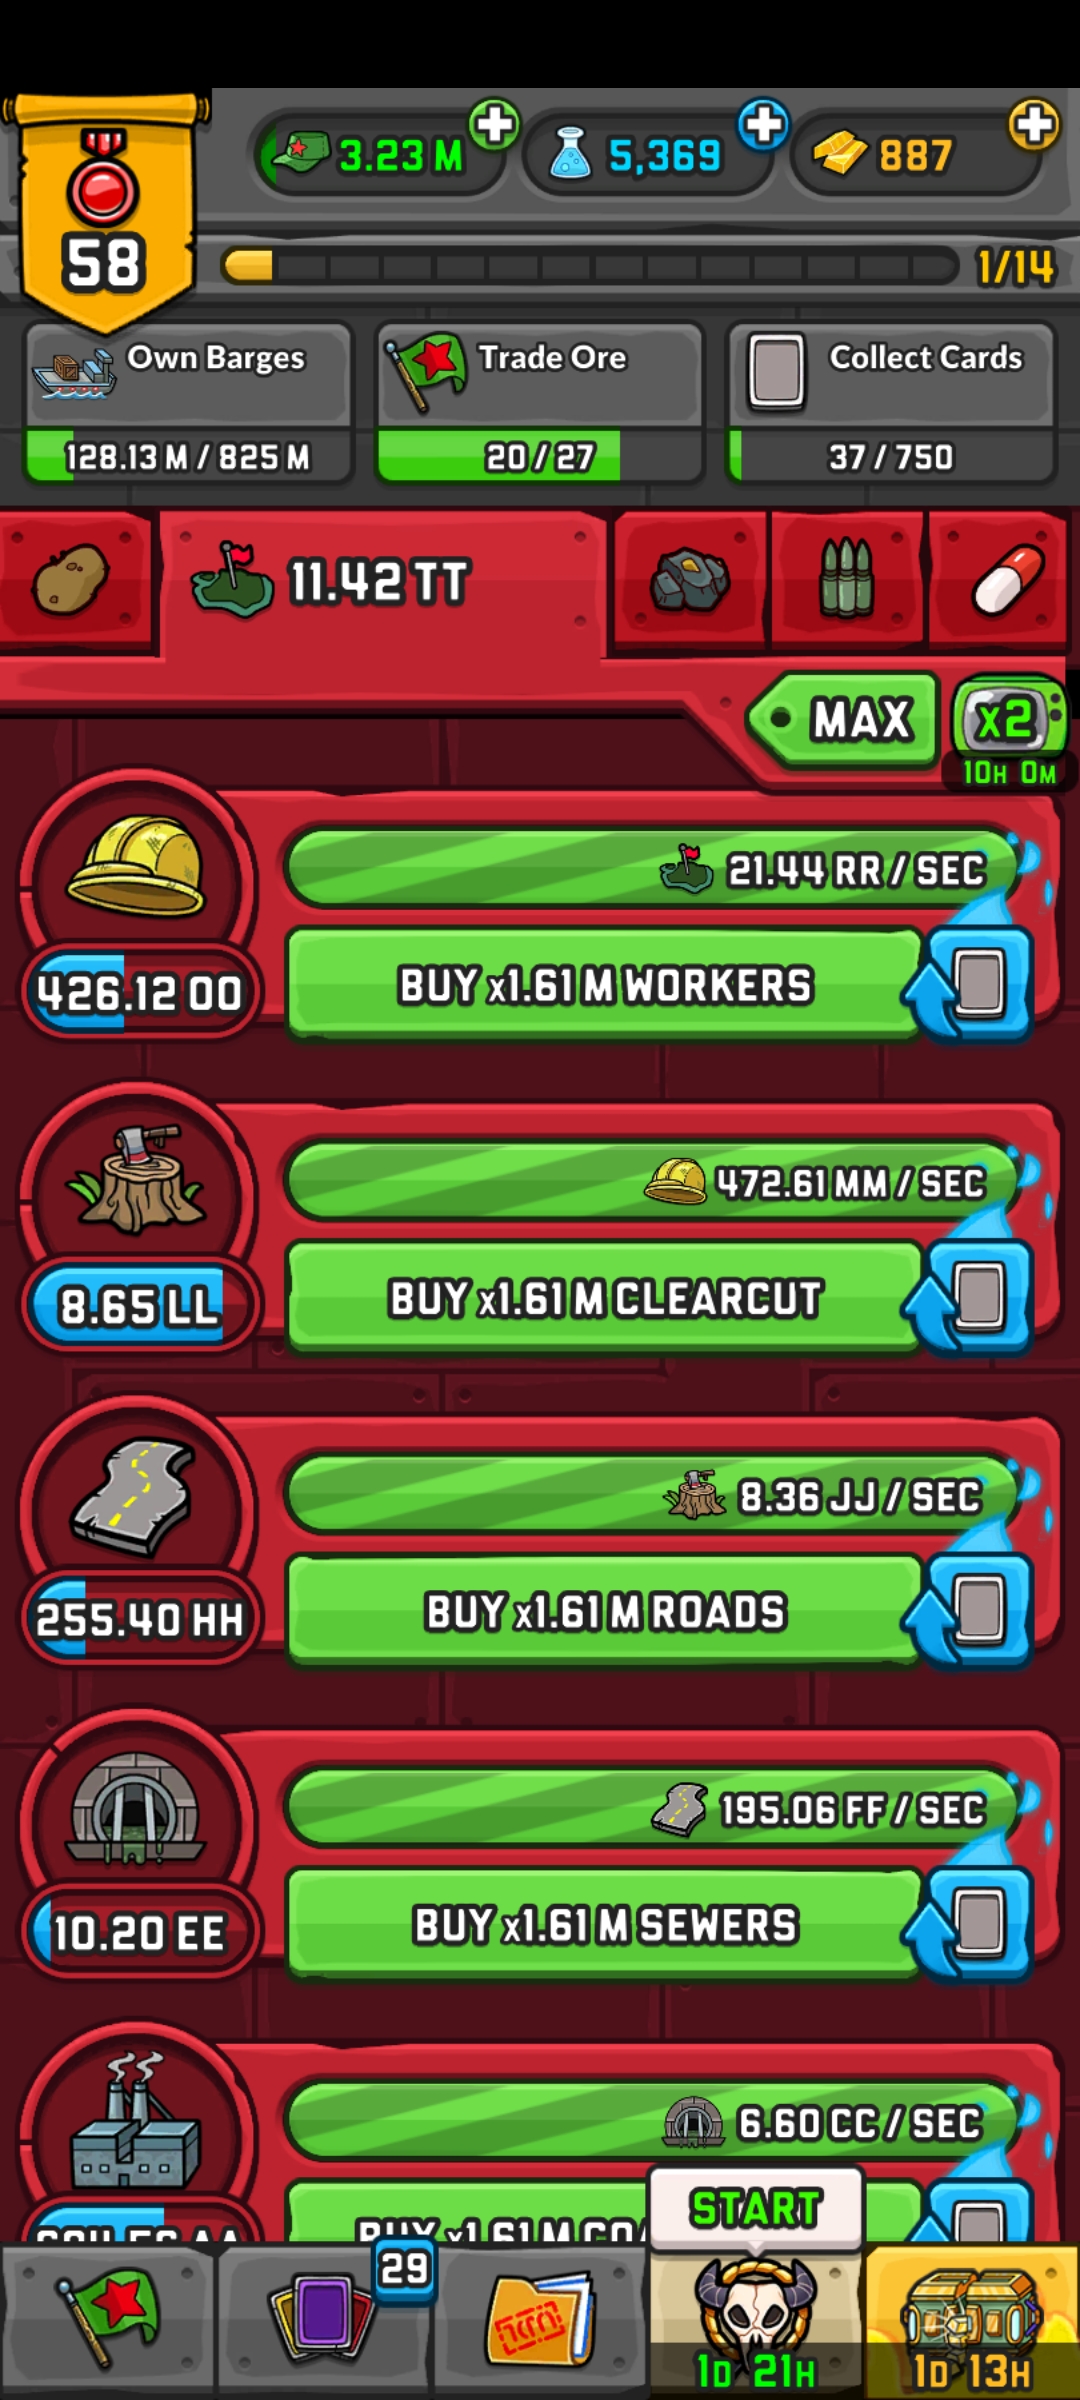 3.23 M
5,369
887
58
1/14
Own Barges
Trade Ore
Collect Cards
128.13 M / 825 M
20 / 27
37 / 750
11.42 TT
MAX
x2
10H 0M
21.44 RR / SEC
426.12 OO
BUY x1.61 M WORKERS
472.61 MM / SEC
8.65 LL
BUY x1.61 M CLEARCUT
8.36 JJ / SEC
255.40 HH
BUY x1.61 M ROADS
195.06 FF / SEC
10.20 EE
BUY x1.61 M SEWERS
6.60 CC / SEC
BUY x1.61 M
START
29
1D 21H
1D 13H